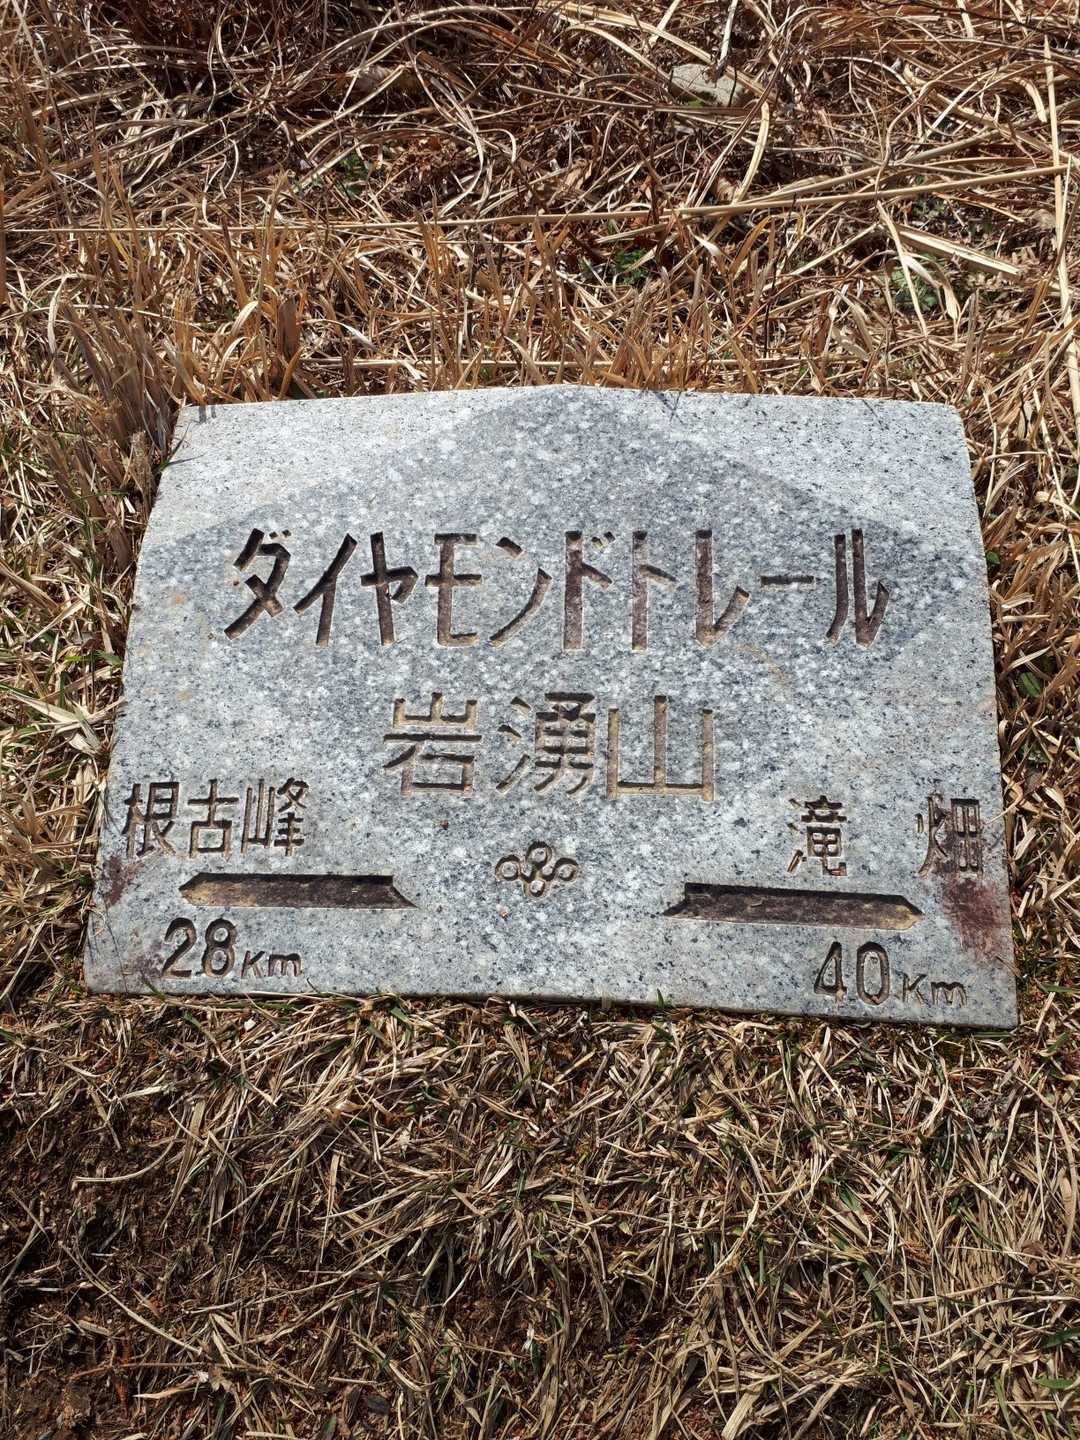 ダイヤモンドトレール
岩湧山
根古峰
滝畑
28Km
40Km